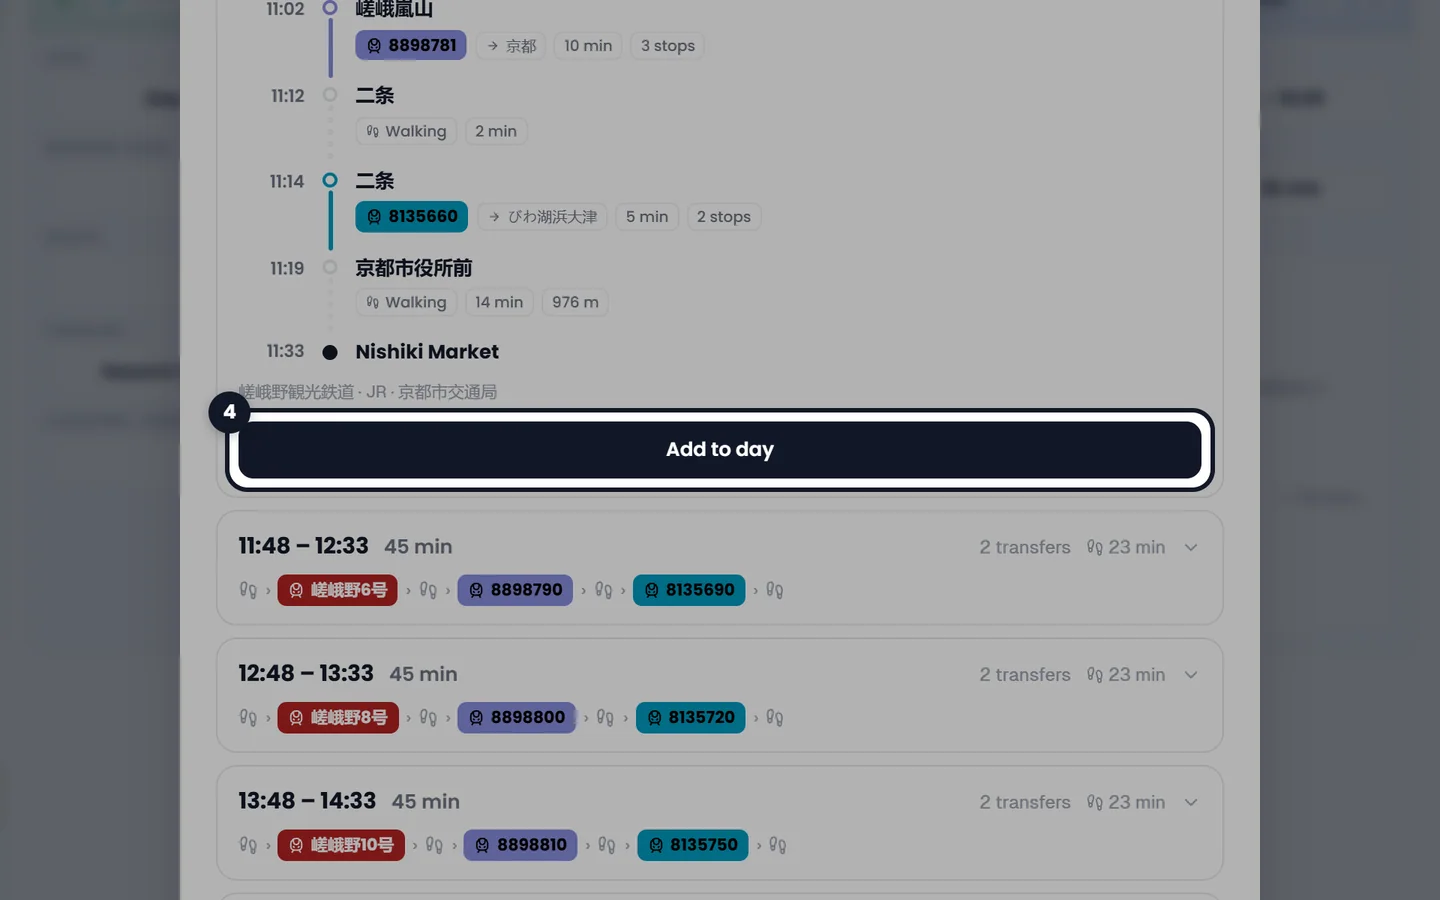 11:02 嵯峨嵐山
8898781 → 京都 10 min 3 stops
11:12 二条
Walking 2 min
11:14 二条
8135660 → びわ湖浜大津 5 min 2 stops
11:19 京都市役所前
Walking 14 min 976 m
11:33 Nishiki Market
嵯峨野観光鉄道 · JR · 京都市交通局
4
Add to day
11:48 – 12:33 45 min 2 transfers 23 min
› 嵯峨野6号 › › 8898790 › › 8135690 ›
12:48 – 13:33 45 min 2 transfers 23 min
› 嵯峨野8号 › › 8898800 › › 8135720 ›
13:48 – 14:33 45 min 2 transfers 23 min
› 嵯峨野10号 › › 8898810 › › 8135750 ›